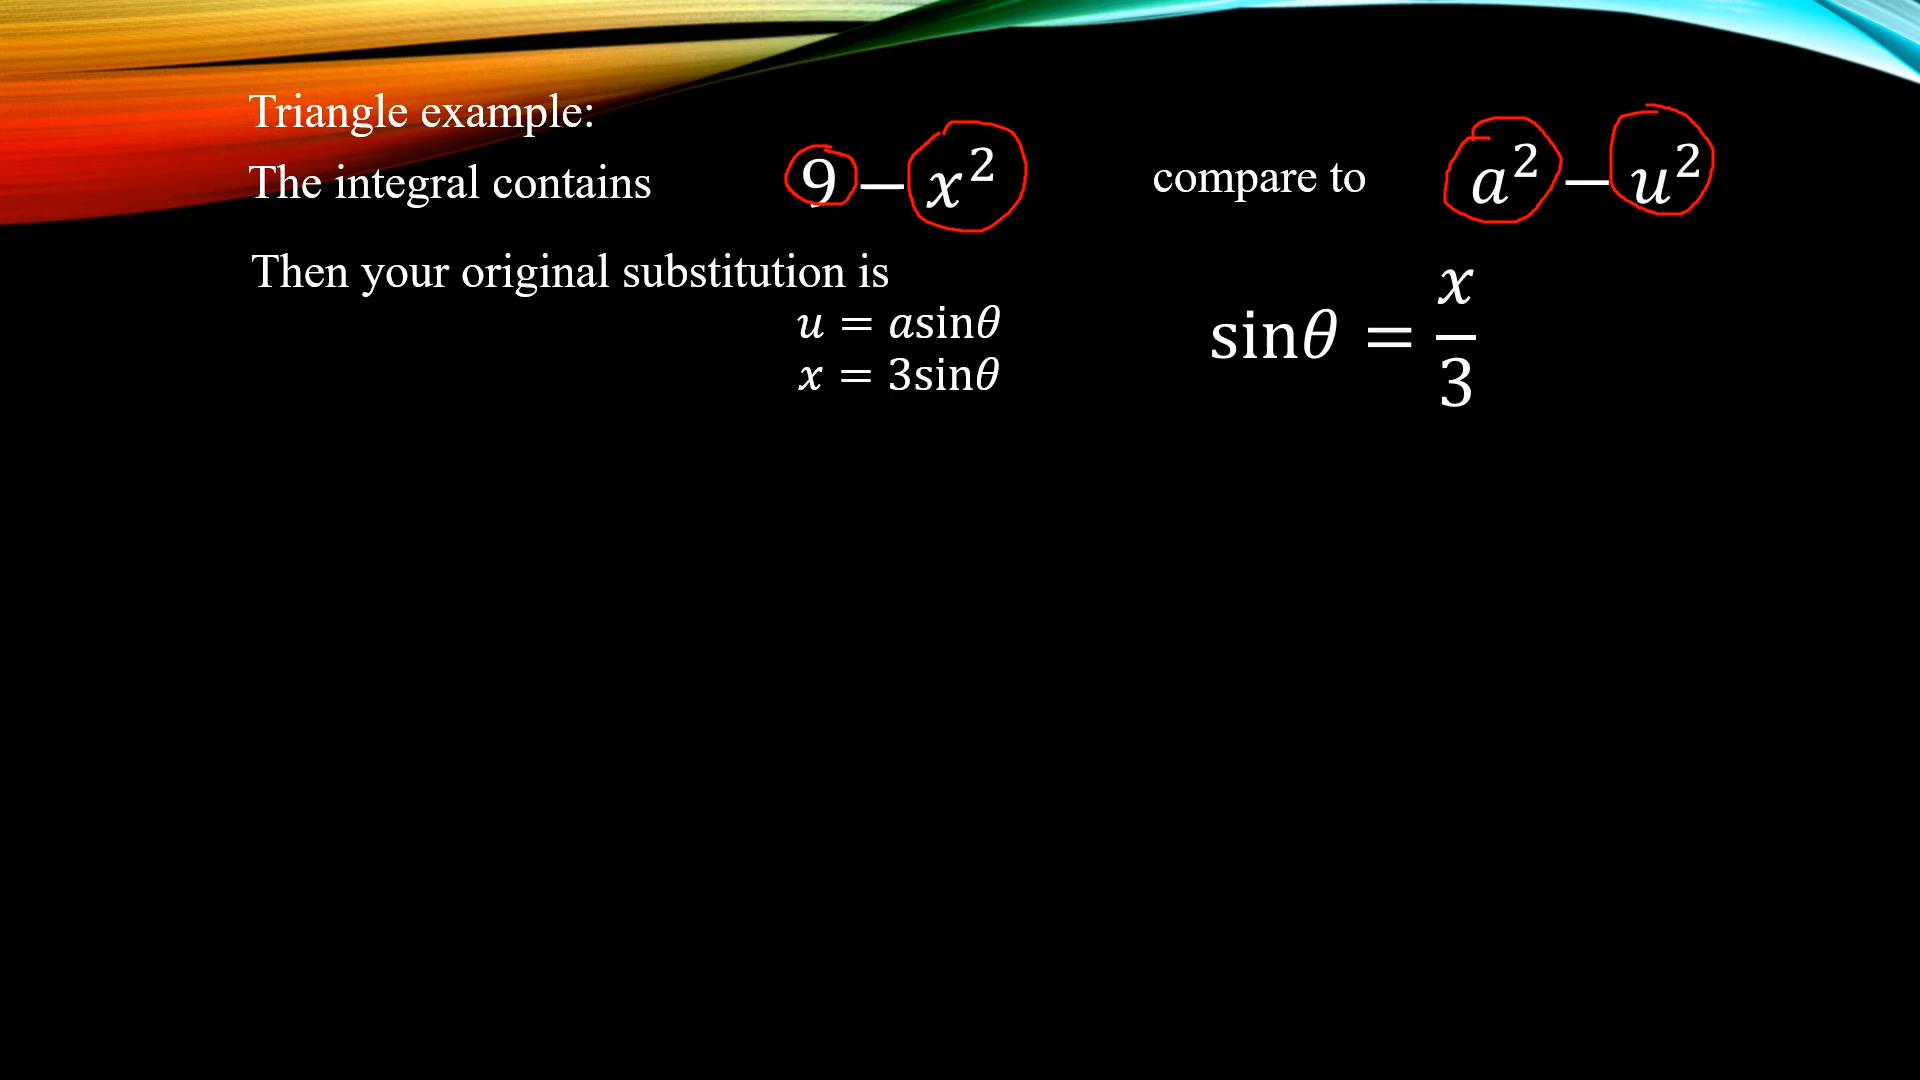 Triangle example:
The integral contains 9 − x² compare to a² − u²
Then your original substitution is
u = asinθ
x = 3sinθ
sinθ = x/3